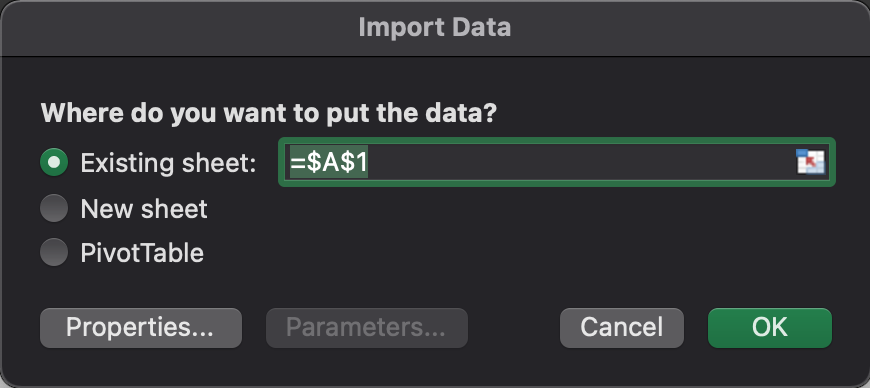 Import Data
Where do you want to put the data?
Existing sheet: =$A$1
New sheet
PivotTable
Properties... Parameters... Cancel OK